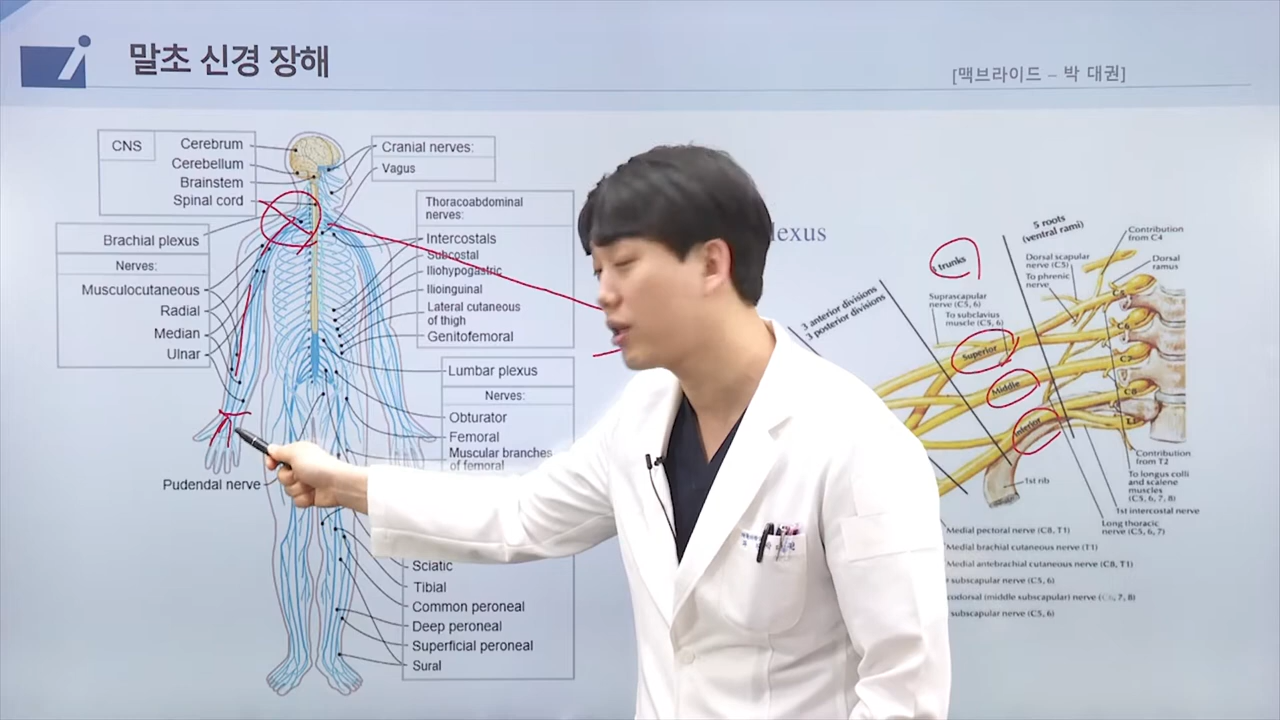 말초 신경 장해
[맥브라이드 – 박 대권]
CNS
Cerebrum
Cerebellum
Brainstem
Spinal cord
Cranial nerves:
Vagus
Brachial plexus
Nerves:
Musculocutaneous
Radial
Median
Ulnar
Thoracoabdominal
nerves:
Intercostals
Subcostal
Iliohypogastric
Ilioinguinal
Lateral cutaneous
of thigh
Genitofemoral
Lumbar plexus
Nerves:
Obturator
Femoral
Muscular branches
of femoral
Pudendal nerve
Sciatic
Tibial
Common peroneal
Deep peroneal
Superficial peroneal
Sural
lexus
3 anterior divisions
3 posterior divisions
trunks
5 roots
(ventral rami)
Contribution
from C4
Dorsal scapular
nerve (C5)
To phrenic
nerve
Dorsal
ramus
Suprascapular
nerve (C5, 6)
To subclavius
muscle (C5, 6)
Superior
Middle
Inferior
C6
C8
1st rib
Contribution
from T2
To longus colli
and scalene
muscles
(C5, 6, 7, 8)
1st intercostal nerve
Long thoracic
nerve (C5, 6, 7)
Medial pectoral nerve (C8, T1)
Medial brachial cutaneous nerve (T1)
Medial antebrachial cutaneous nerve (C8, T1)
subscapular nerve (C5, 6)
codorsal (middle subscapular) nerve (C6, 7, 8)
subscapular nerve (C5, 6)